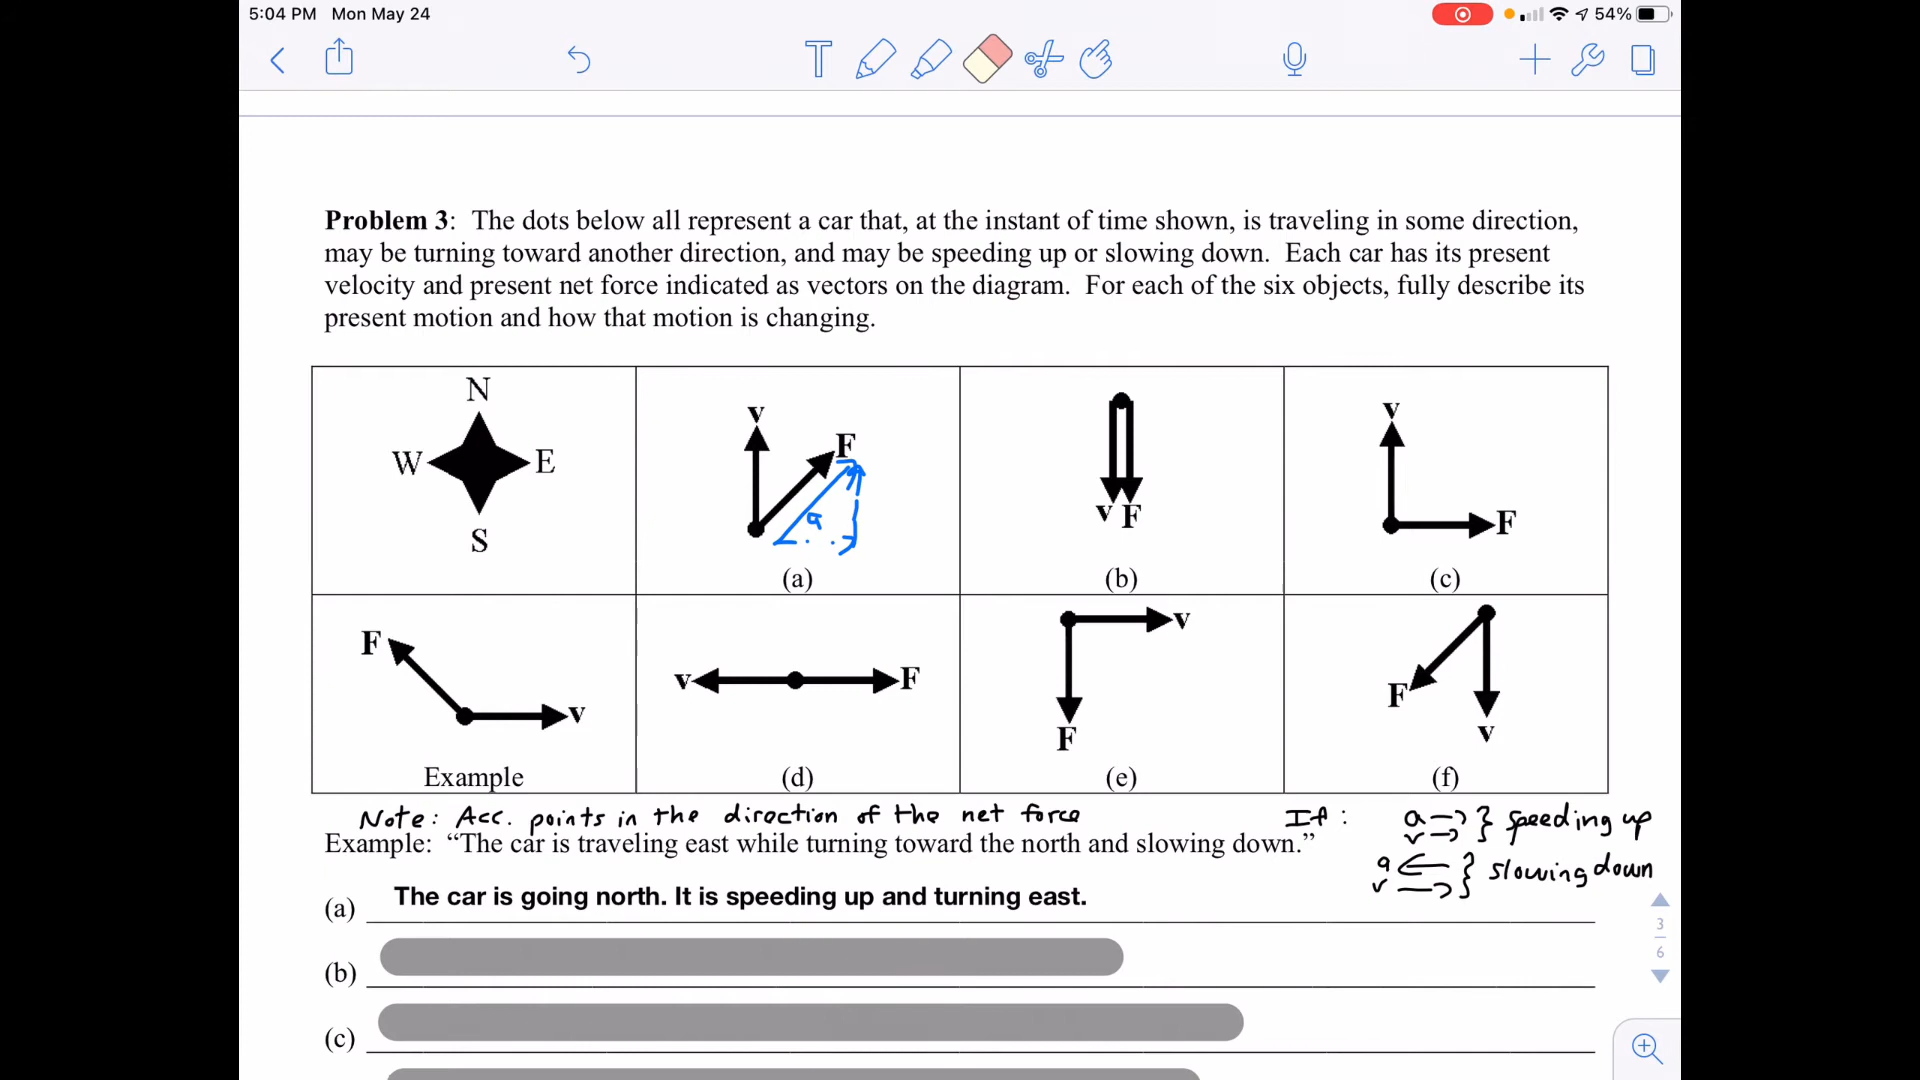 5:04 PM Mon May 24
54%
Problem 3: The dots below all represent a car that, at the instant of time shown, is traveling in some direction,
may be turning toward another direction, and may be speeding up or slowing down. Each car has its present
velocity and present net force indicated as vectors on the diagram. For each of the six objects, fully describe its
present motion and how that motion is changing.
N
W E
S
v
F
a
(a)
v F
(b)
v
F
(c)
F
v
Example
v F
(d)
v
F
(e)
F
v
(f)
Note: Acc. points in the direction of the net force
If: a
v } speeding up
a
v } slowing down
Example: “The car is traveling east while turning toward the north and slowing down.”
(a) The car is going north. It is speeding up and turning east.
(b)
(c)
3
6